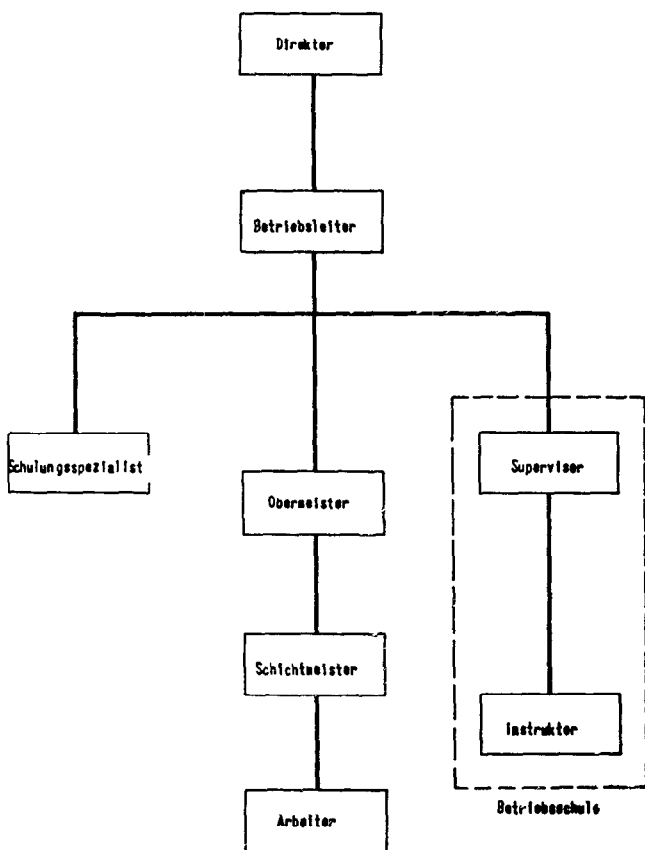 Direktor
Betriebsleiter
Schulungsspezialist
Supervisor
Obermeister
Schichtmeister
Instruktor
Betriebsschule
Arbeiter